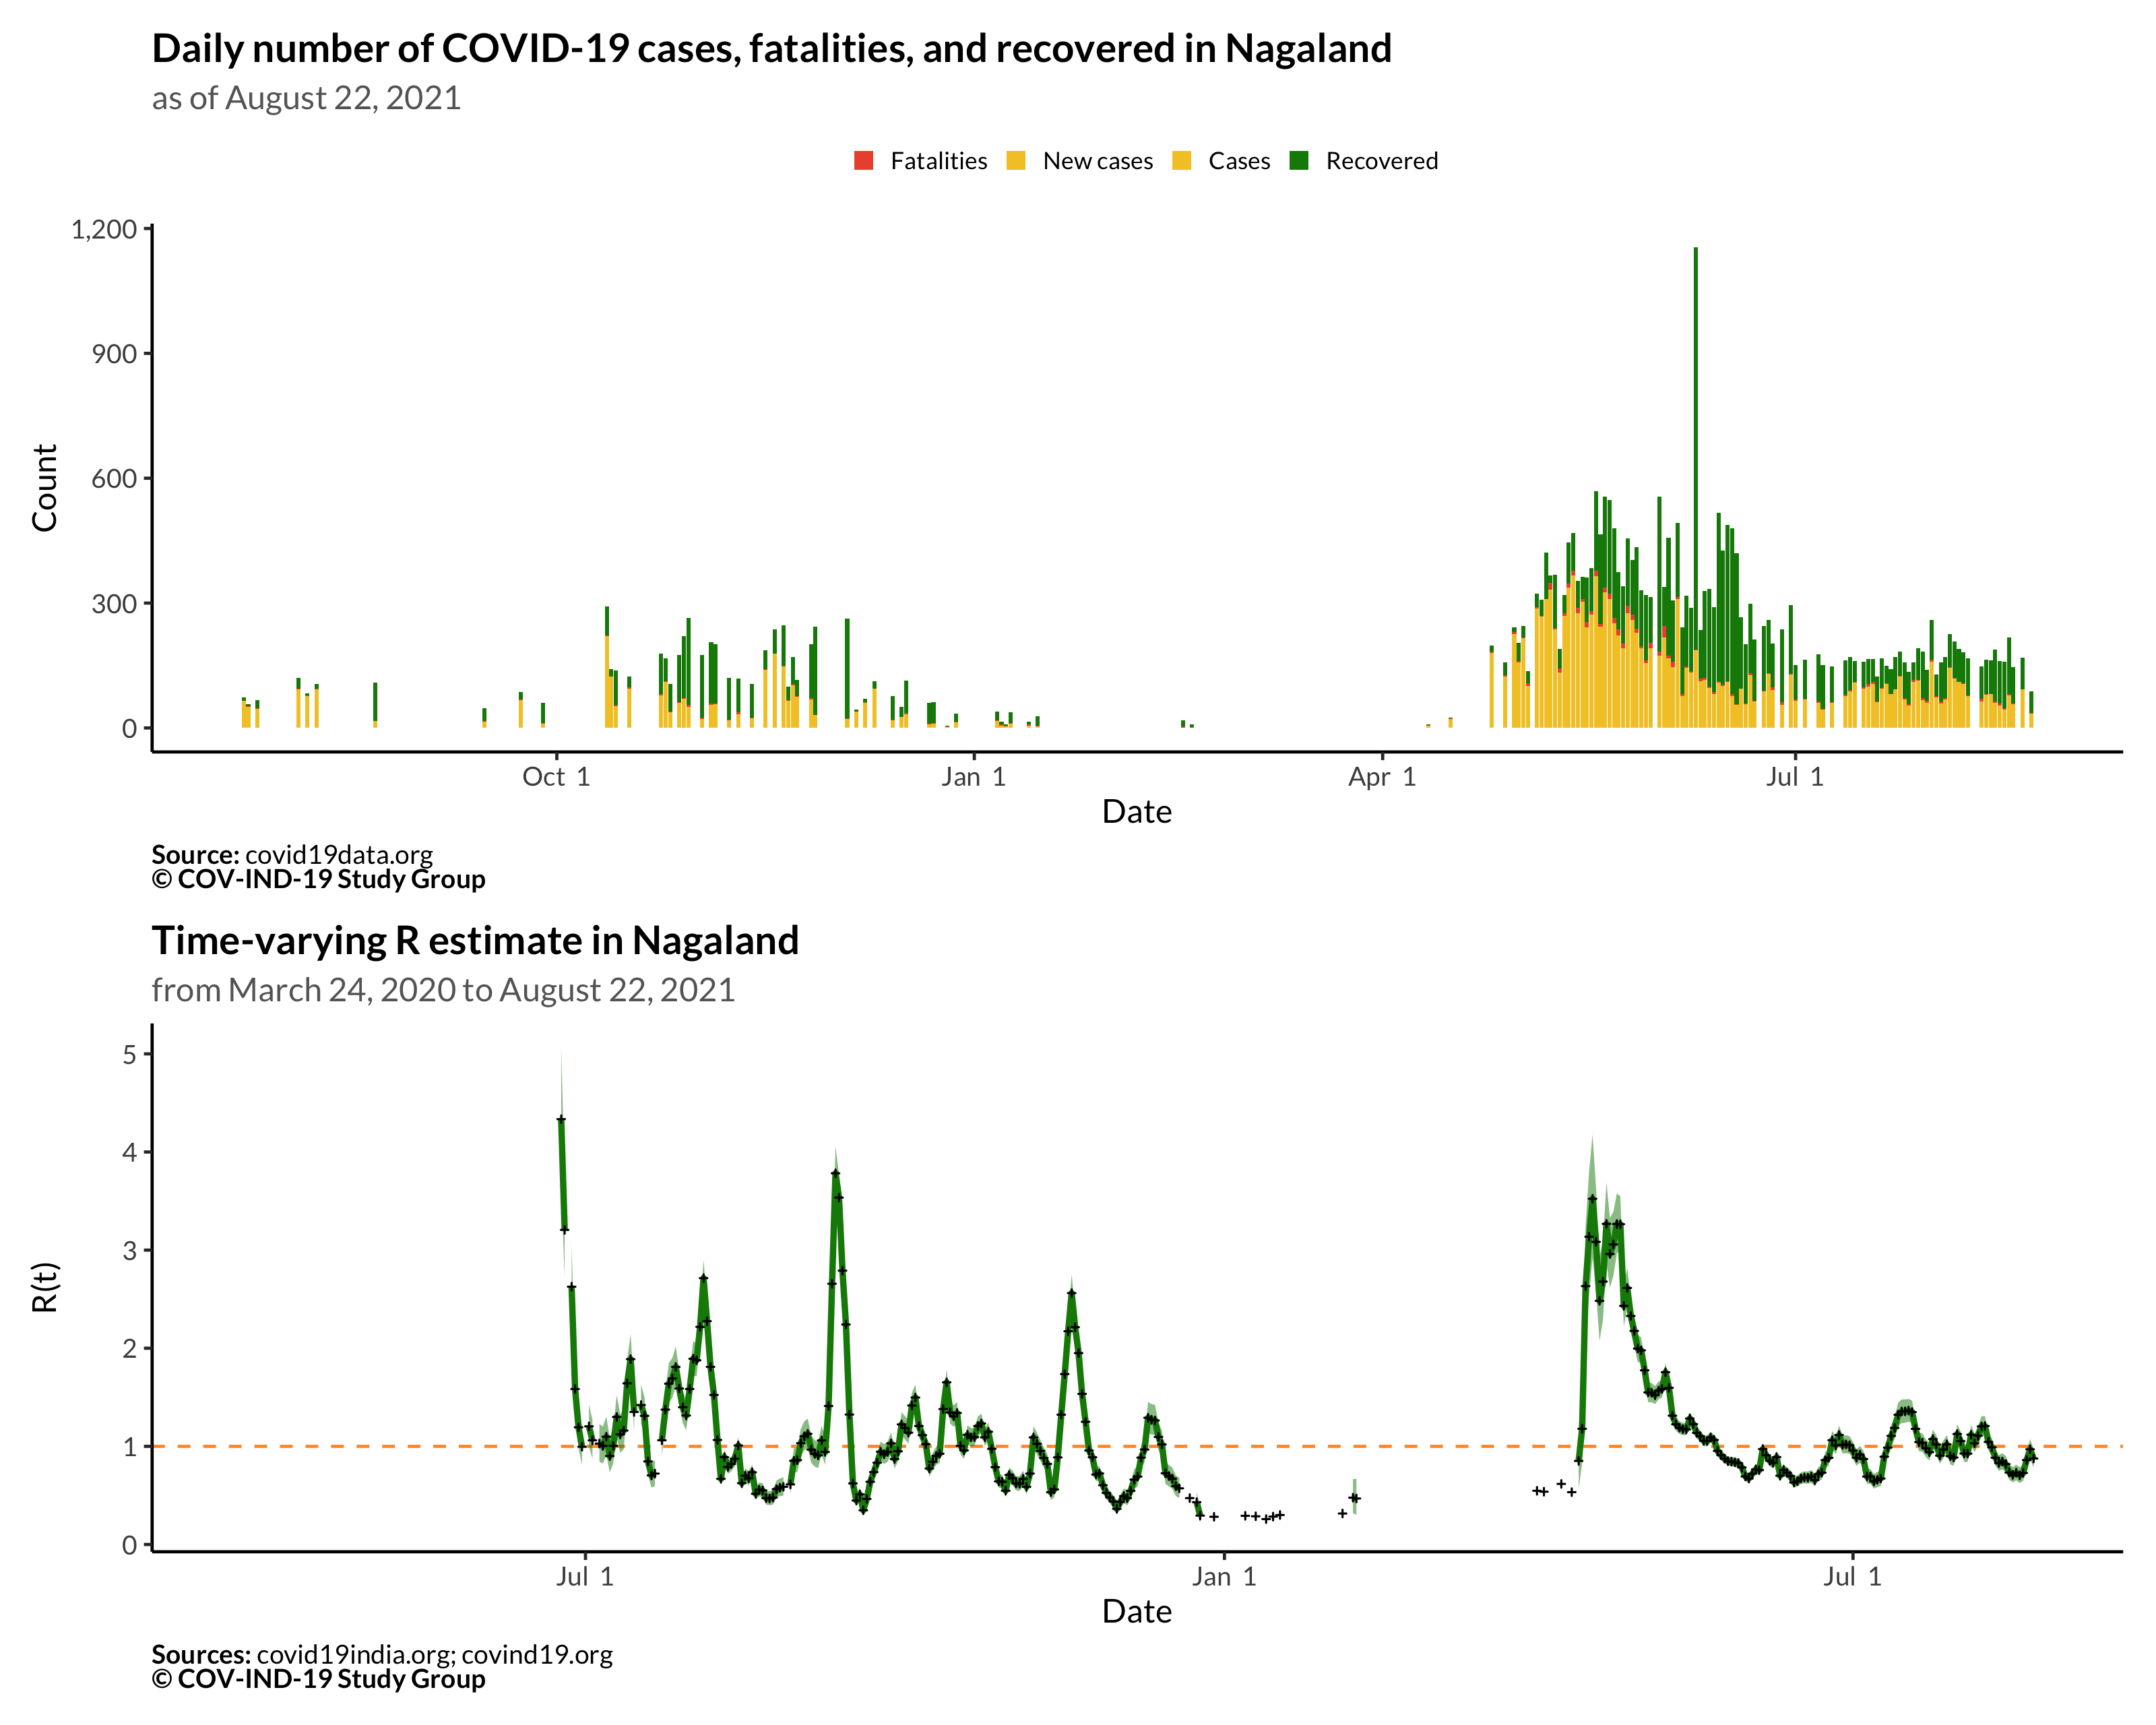 Daily number of COVID-19 cases, fatalities, and recovered in Nagaland
as of August 22, 2021
Fatalities New cases Cases Recovered
1,200
900
600
300
0
Count
Oct 1 Jan 1 Apr 1 Jul 1
Date
Source: covid19data.org
© COV-IND-19 Study Group
Time-varying R estimate in Nagaland
from March 24, 2020 to August 22, 2021
5
4
3
2
1
0
R(t)
Jul 1 Jan 1 Jul 1
Date
Sources: covid19india.org; covind19.org
© COV-IND-19 Study Group